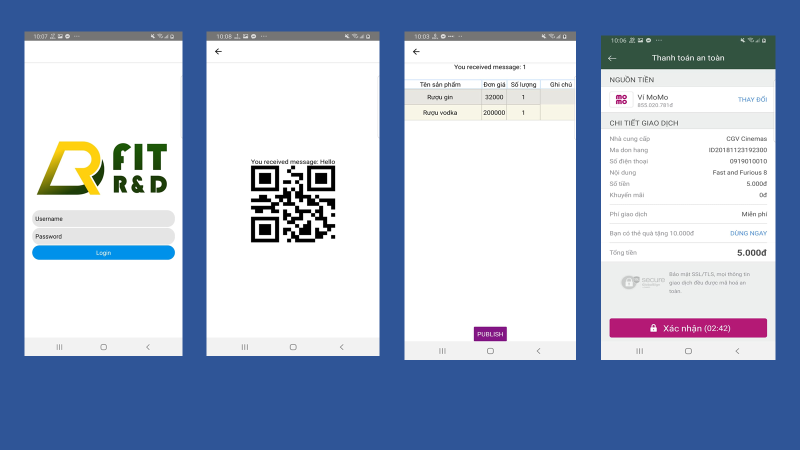 10:07
FIT
R&D
Username
Password
Login
10:08
You received message: Hello
10:03
You received message: 1
Tên sản phẩm Đơn giá Số lượng Ghi chú
Rượu gin 32000 1
Rượu vodka 200000 1
PUBLISH
10:06
Thanh toán an toàn
NGUỒN TIỀN
mo
mo
Ví MoMo
855.020.781đ
THAY ĐỔI
CHI TIẾT GIAO DỊCH
Nhà cung cấp CGV Cinemas
Mã đơn hàng ID20181123192300
Số điện thoại 0919010010
Nội dung Fast and Furious 8
Số tiền 5.000đ
Khuyến mãi 0đ
Phí giao dịch Miễn phí
Bạn có thẻ quà tặng 10.000đ DÙNG NGAY
Tổng tiền 5.000đ
secure
Bảo mật SSL/TLS, mọi thông tin
giao dịch đều được mã hoá an
toàn.
Xác nhận (02:42)